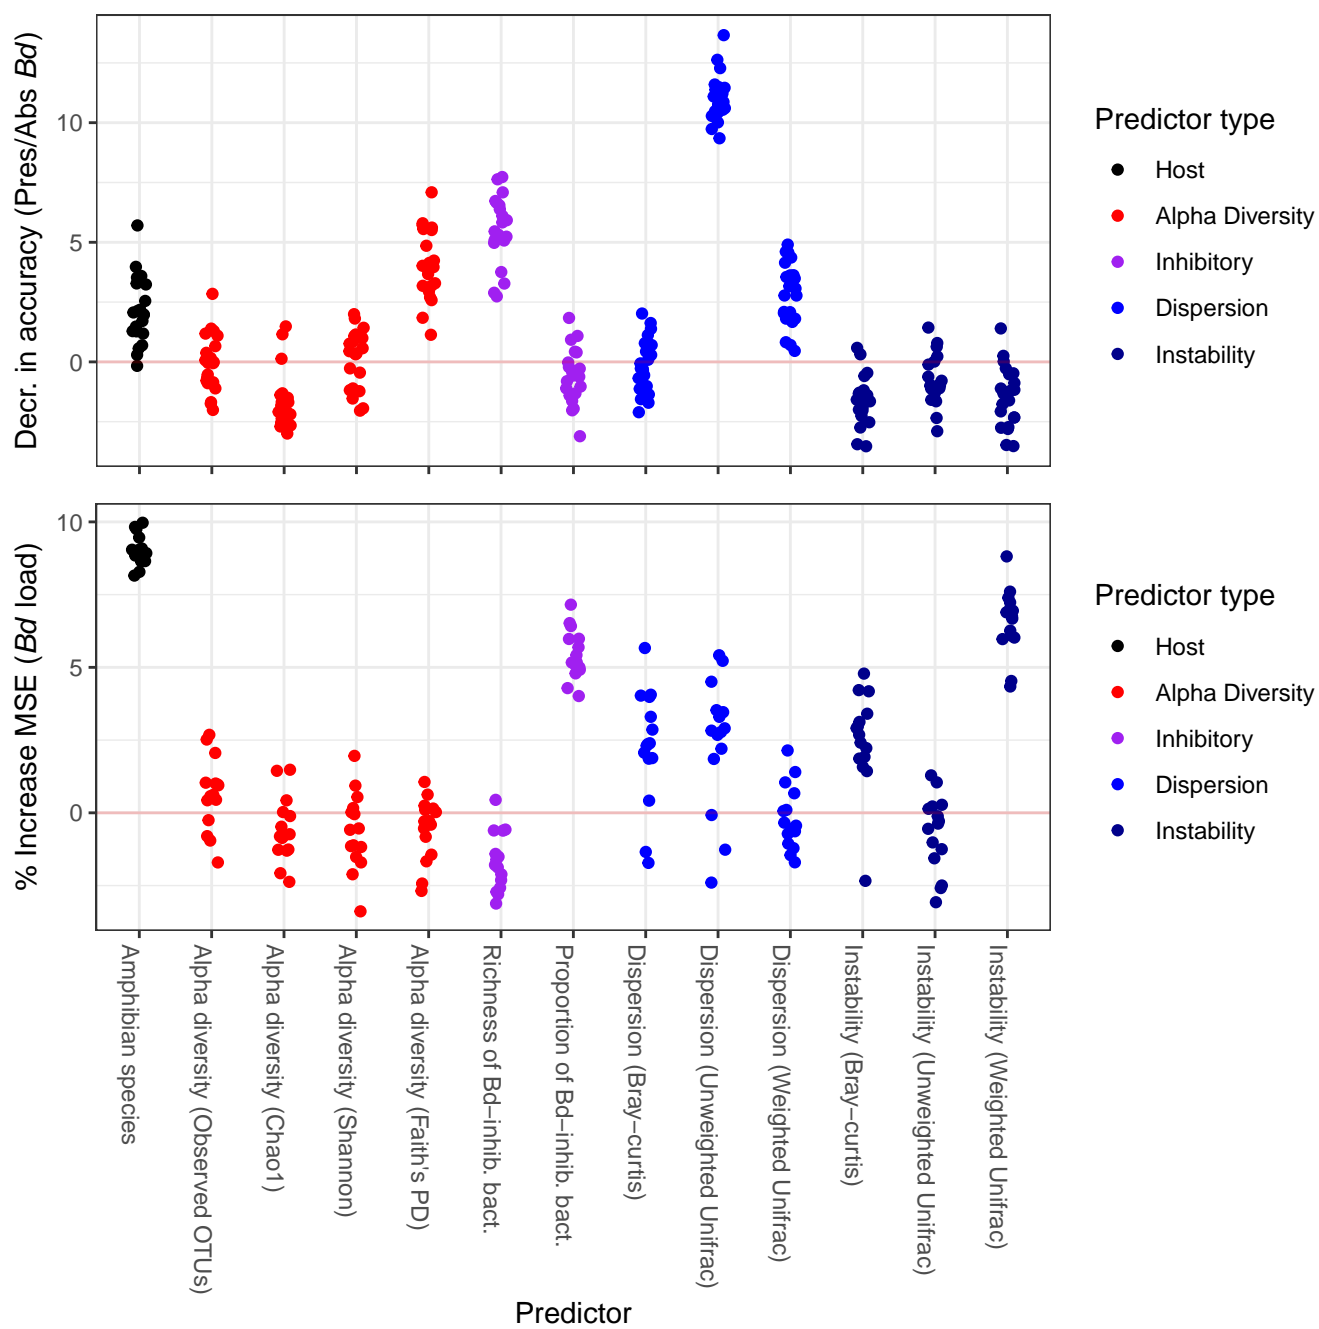 Decr. in accuracy (Pres/Abs Bd)
10
5
0
Predictor type
Host
Alpha Diversity
Inhibitory
Dispersion
Instability
% Increase MSE (Bd load)
10
5
0
Predictor type
Host
Alpha Diversity
Inhibitory
Dispersion
Instability
Amphibian species
Alpha diversity (Observed OTUs)
Alpha diversity (Chao1)
Alpha diversity (Shannon)
Alpha diversity (Faith's PD)
Richness of Bd−inhib. bact.
Proportion of Bd−inhib. bact.
Dispersion (Bray−curtis)
Dispersion (Unweighted Unifrac)
Dispersion (Weighted Unifrac)
Instability (Bray−curtis)
Instability (Unweighted Unifrac)
Instability (Weighted Unifrac)
Predictor